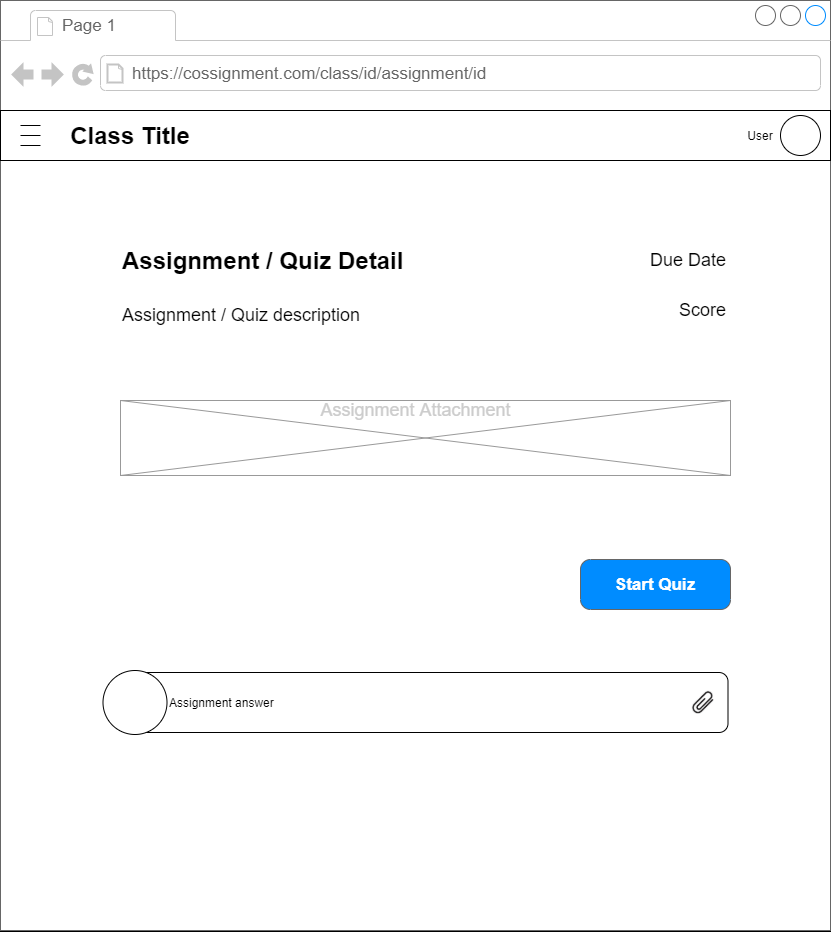 Page 1
https://cossignment.com/class/id/assignment/id
Class Title
User
Assignment / Quiz Detail
Due Date
Assignment / Quiz description
Score
Assignment Attachment
Start Quiz
Assignment answer